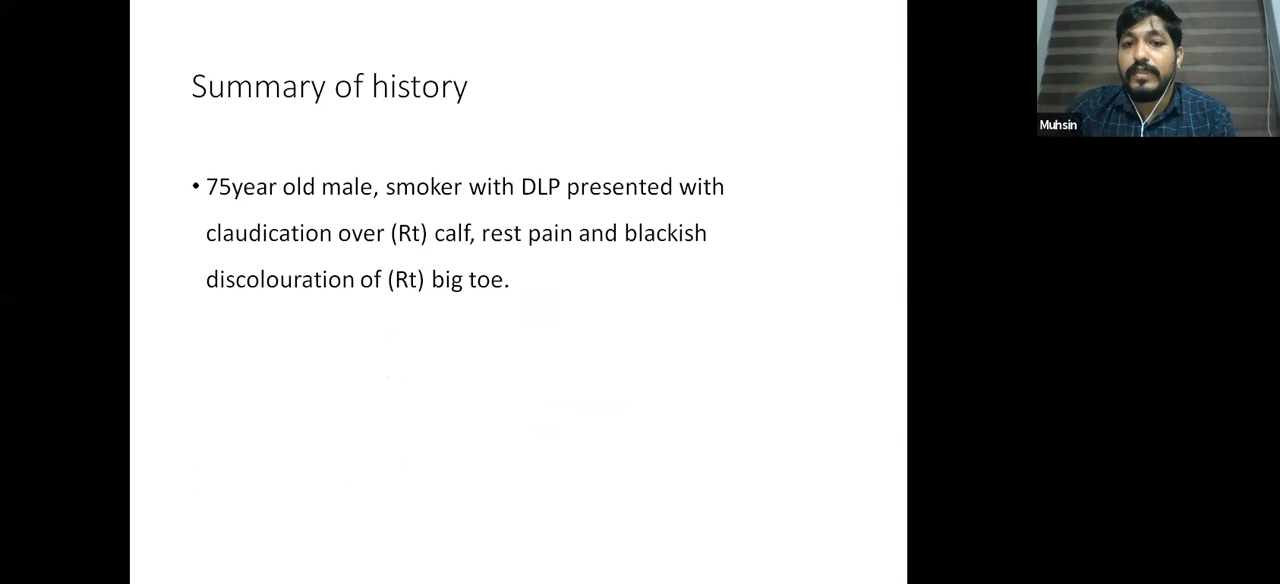 Summary of history
• 75year old male, smoker with DLP presented with
claudication over (Rt) calf, rest pain and blackish
discolouration of (Rt) big toe.
Muhsin